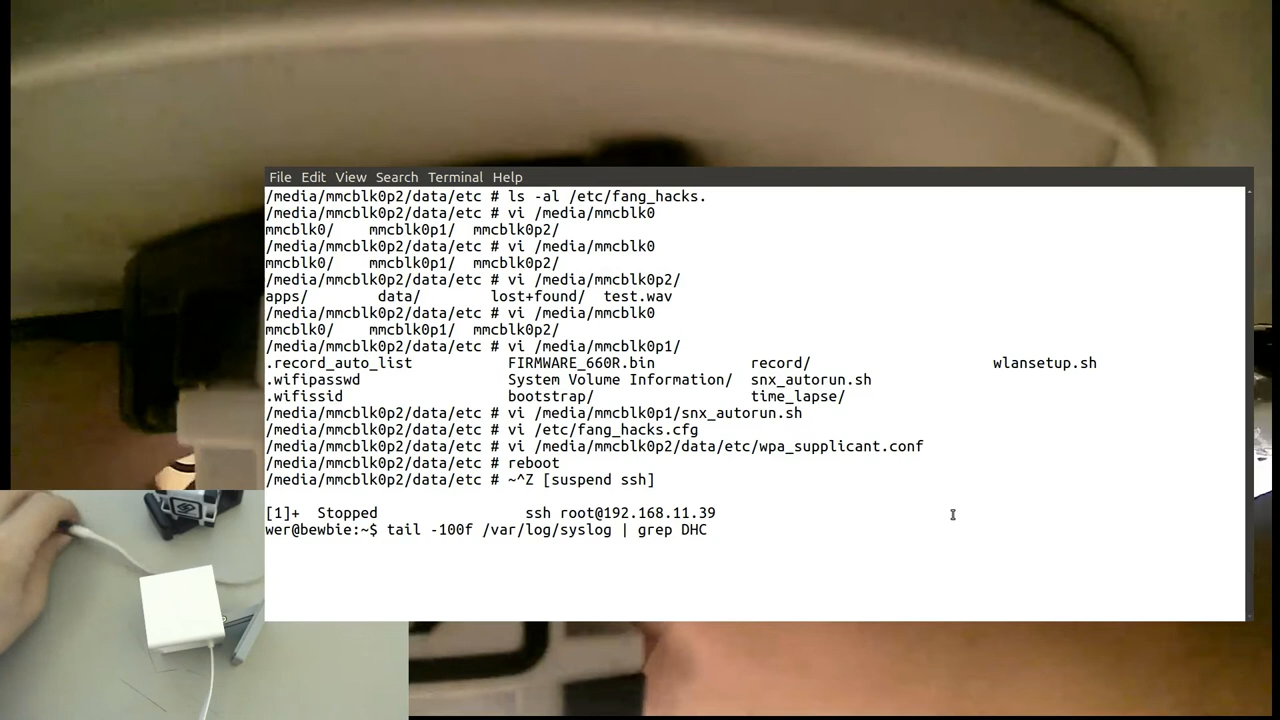 File Edit View Search Terminal Help
/media/mmcblk0p2/data/etc # ls -al /etc/fang_hacks.
/media/mmcblk0p2/data/etc # vi /media/mmcblk0
mmcblk0/ mmcblk0p1/ mmcblk0p2/
/media/mmcblk0p2/data/etc # vi /media/mmcblk0
mmcblk0/ mmcblk0p1/ mmcblk0p2/
/media/mmcblk0p2/data/etc # vi /media/mmcblk0p2/
apps/ data/ lost+found/ test.wav
/media/mmcblk0p2/data/etc # vi /media/mmcblk0
mmcblk0/ mmcblk0p1/ mmcblk0p2/
/media/mmcblk0p2/data/etc # vi /media/mmcblk0p1/
.record_auto_list FIRMWARE_660R.bin record/ wlansetup.sh
.wifipasswd System Volume Information/ snx_autorun.sh
.wifissid bootstrap/ time_lapse/
/media/mmcblk0p2/data/etc # vi /media/mmcblk0p1/snx_autorun.sh
/media/mmcblk0p2/data/etc # vi /etc/fang_hacks.cfg
/media/mmcblk0p2/data/etc # vi /media/mmcblk0p2/data/etc/wpa_supplicant.conf
/media/mmcblk0p2/data/etc # reboot
/media/mmcblk0p2/data/etc # ~^Z [suspend ssh]
[1]+ Stopped ssh root@192.168.11.39
wer@bewbie:~$ tail -100f /var/log/syslog | grep DHC